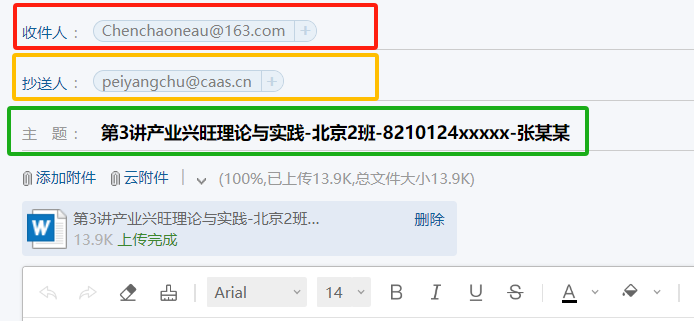 收件人： Chenchaoneau@163.com +
抄送人： peiyangchu@caas.cn +
主 题： 第3讲产业兴旺理论与实践-北京2班-8210124xxxxx-张某某
添加附件 云附件 | (100%,已上传13.9K,总文件大小13.9K)
W 第3讲产业兴旺理论与实践-北京2班... 删除
13.9K 上传完成
Arial 14 B I U S A